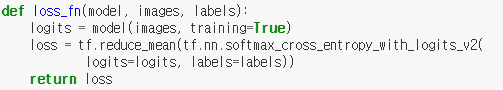 def loss_fn(model, images, labels):
    logits = model(images, training=True)
    loss = tf.reduce_mean(tf.nn.softmax_cross_entropy_with_logits_v2(
            logits=logits, labels=labels))
    return loss